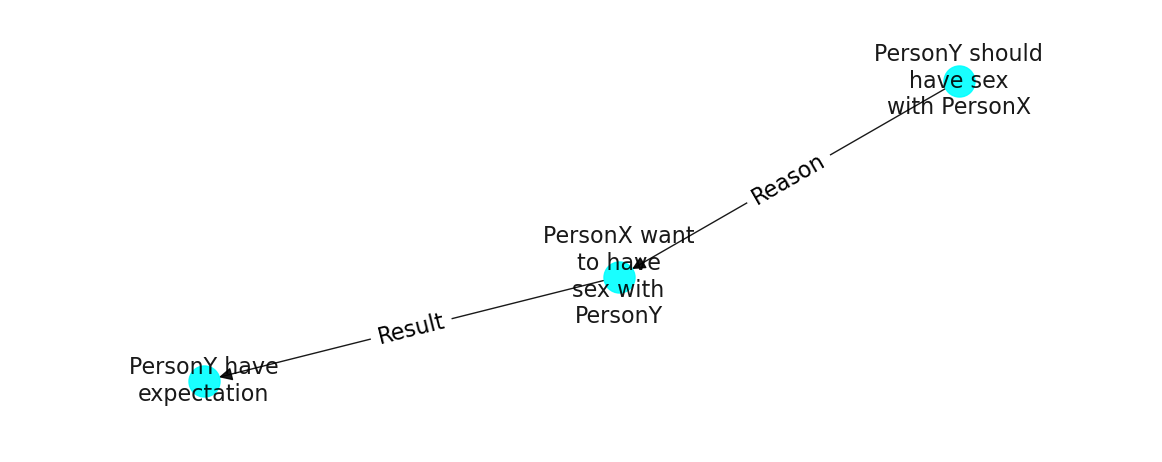 PersonY should
have sex
with PersonX
Reason
PersonX want
to have
sex with
PersonY
Result
PersonY have
expectation